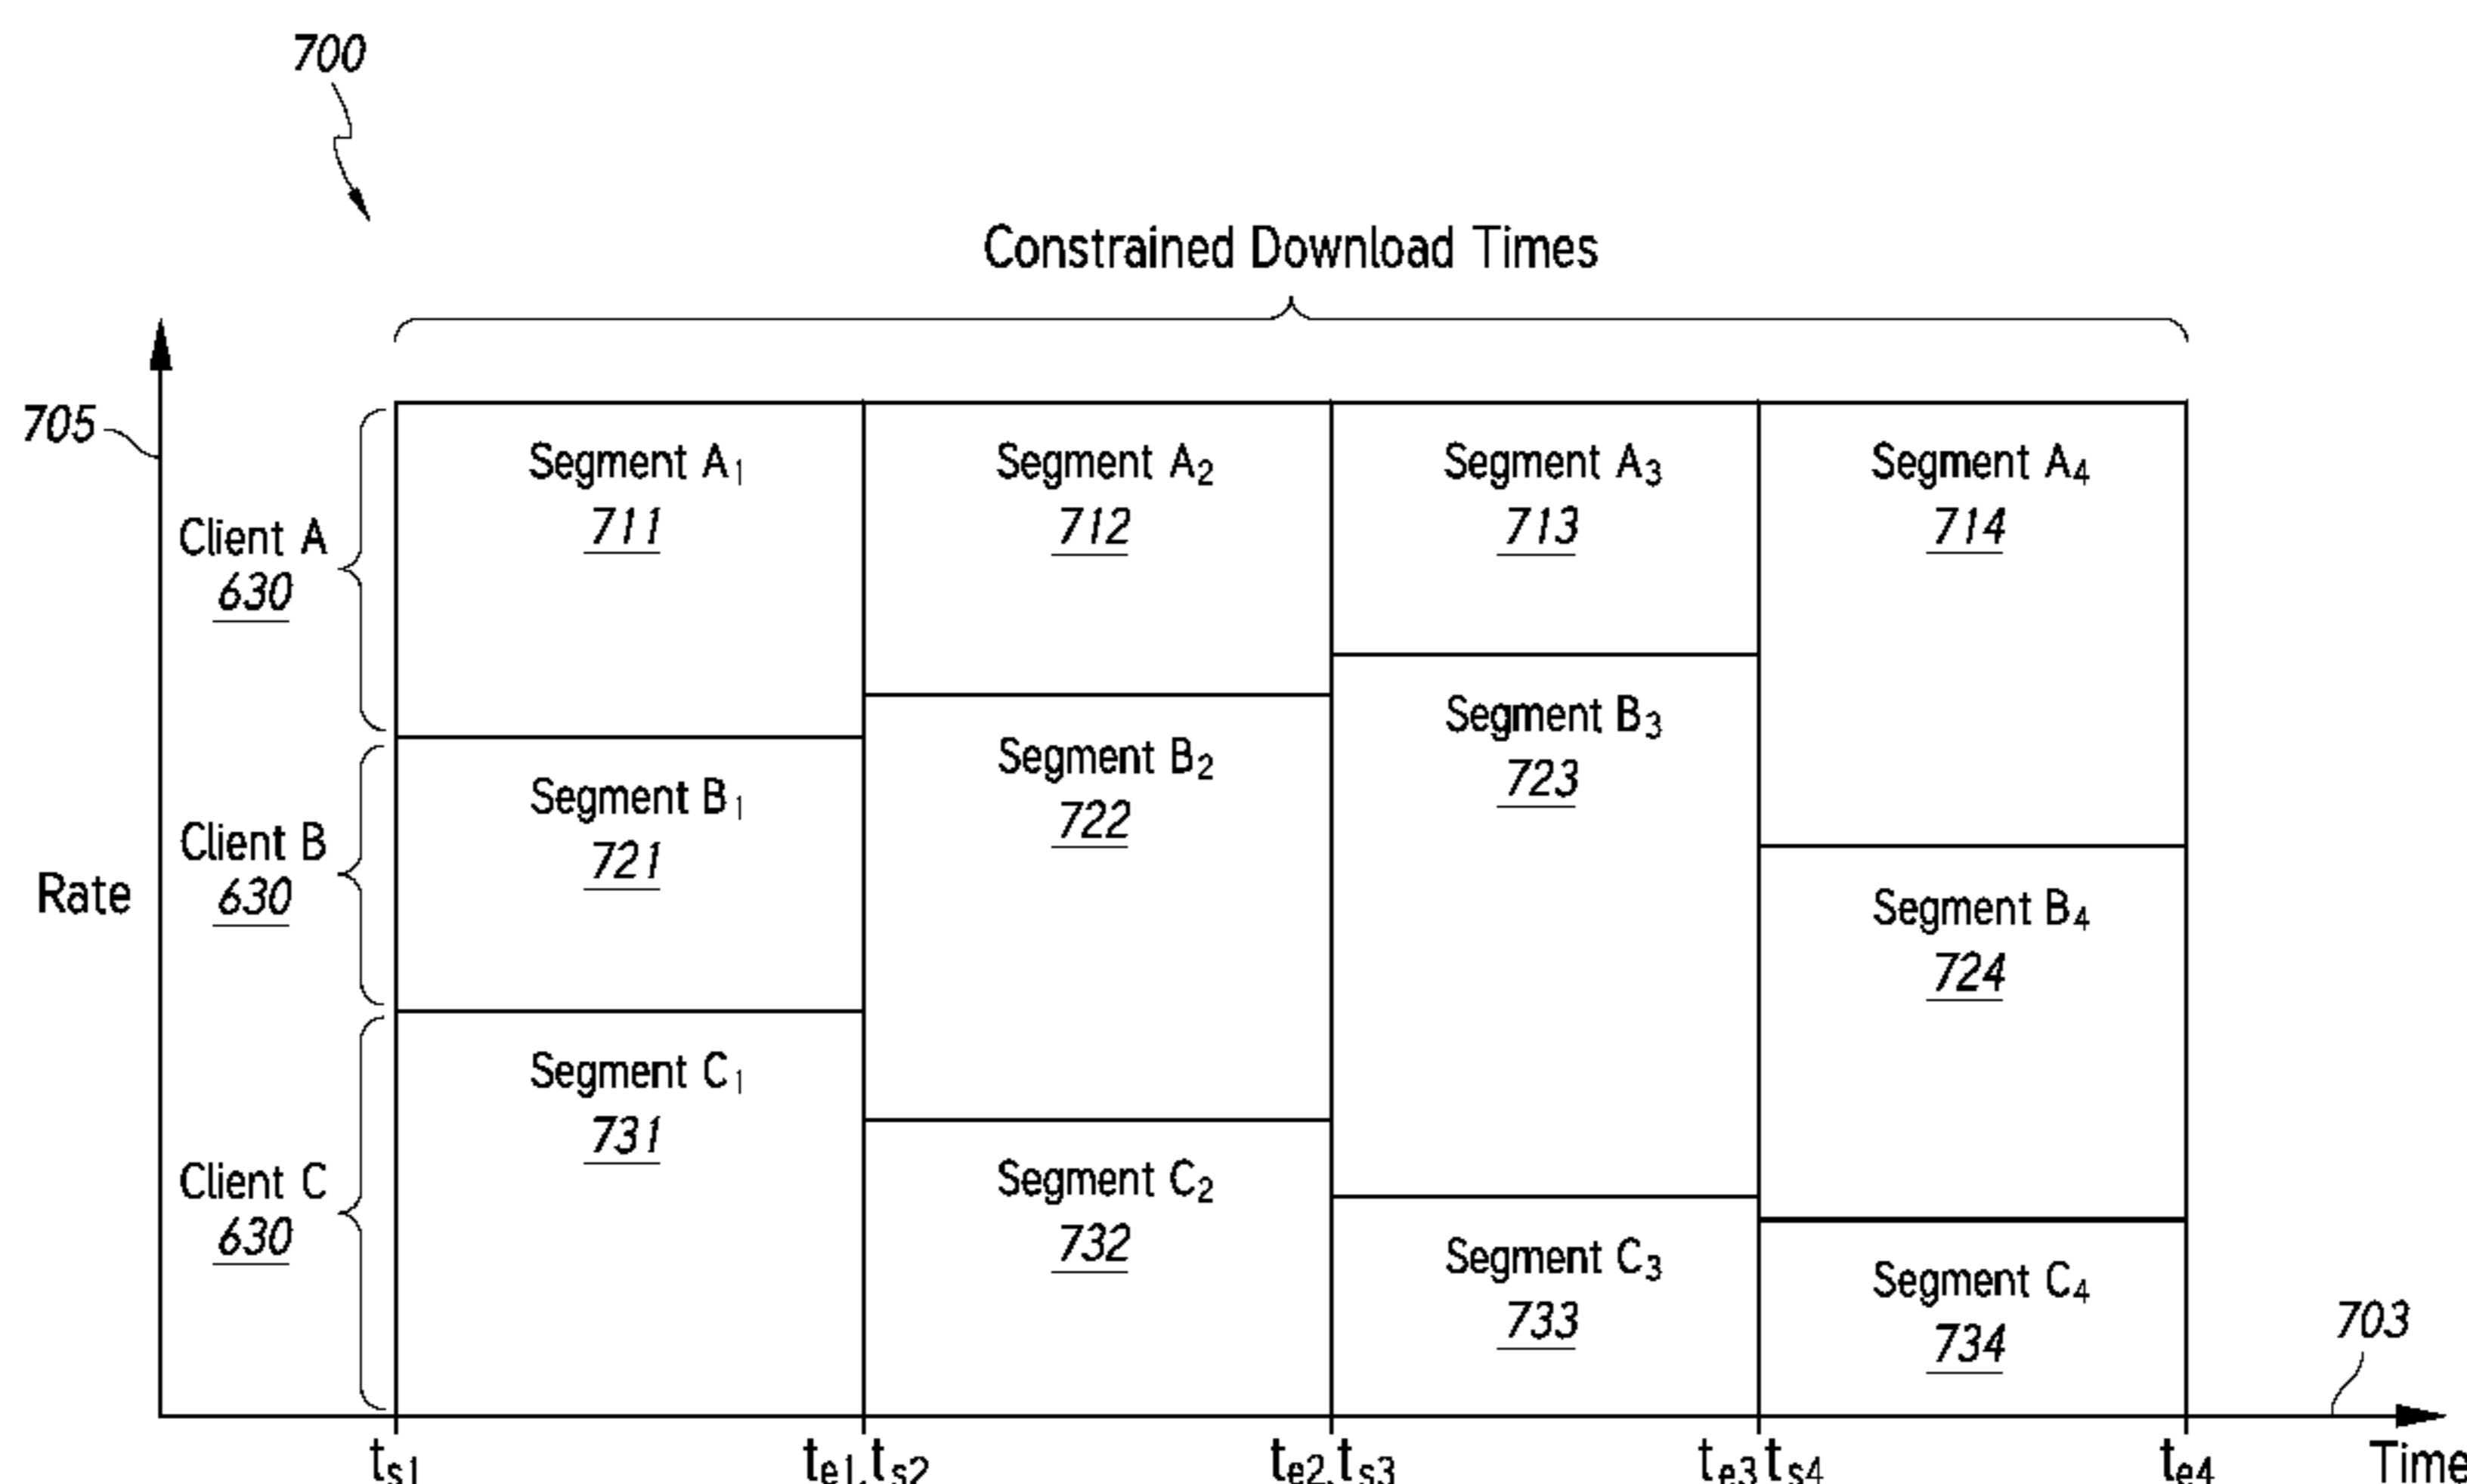 700
Constrained Download Times
705
Client A
630
Client B
630
Rate
Client C
630
Segment A1
711
Segment A2
712
Segment A3
713
Segment A4
714
Segment B1
721
Segment B2
722
Segment B3
723
Segment B4
724
Segment C1
731
Segment C2
732
Segment C3
733
Segment C4
734
703
ts1
te1,ts2
te2,ts3
te3 ts4
te4
Time